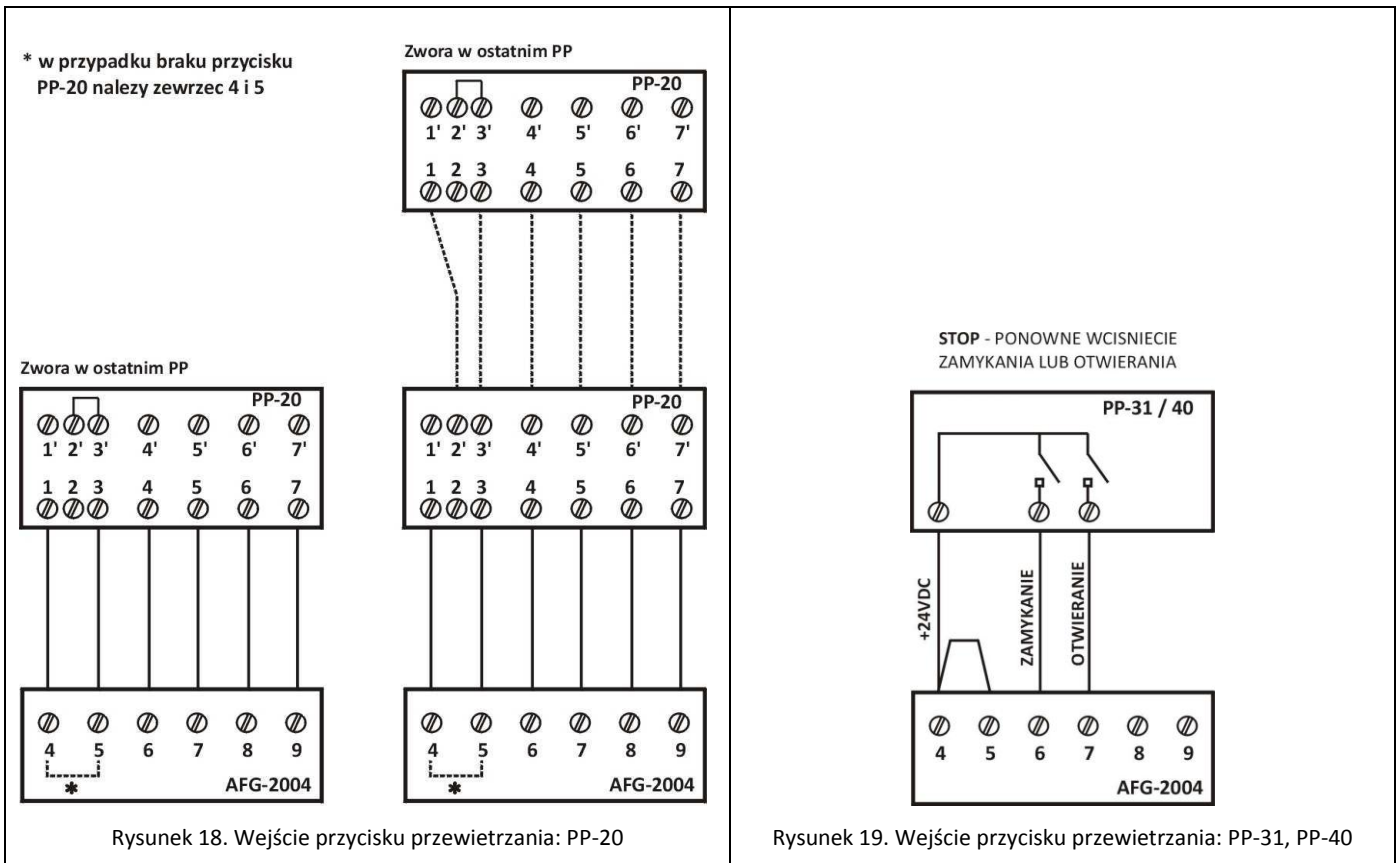 * w przypadku braku przycisku
PP-20 nalezy zewrzec 4 i 5
Zwora w ostatnim PP
PP-20
1' 2' 3' 4' 5' 6' 7'
1 2 3 4 5 6 7
Zwora w ostatnim PP
PP-20
1' 2' 3' 4' 5' 6' 7'
1 2 3 4 5 6 7
PP-20
1' 2' 3' 4' 5' 6' 7'
1 2 3 4 5 6 7
4 5 6 7 8 9
* AFG-2004
4 5 6 7 8 9
* AFG-2004
Rysunek 18. Wejście przycisku przewietrzania: PP-20
STOP - PONOWNE WCISNIECIE
ZAMYKANIA LUB OTWIERANIA
PP-31 / 40
+24VDC
ZAMYKANIE
OTWIERANIE
4 5 6 7 8 9
AFG-2004
Rysunek 19. Wejście przycisku przewietrzania: PP-31, PP-40